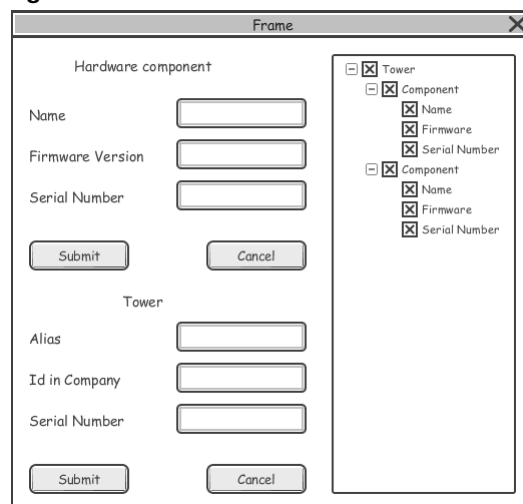 Frame
Hardware component
Name
Firmware Version
Serial Number
Submit
Cancel
Tower
Alias
Id in Company
Serial Number
Submit
Cancel
Tower
Component
Name
Firmware
Serial Number
Component
Name
Firmware
Serial Number